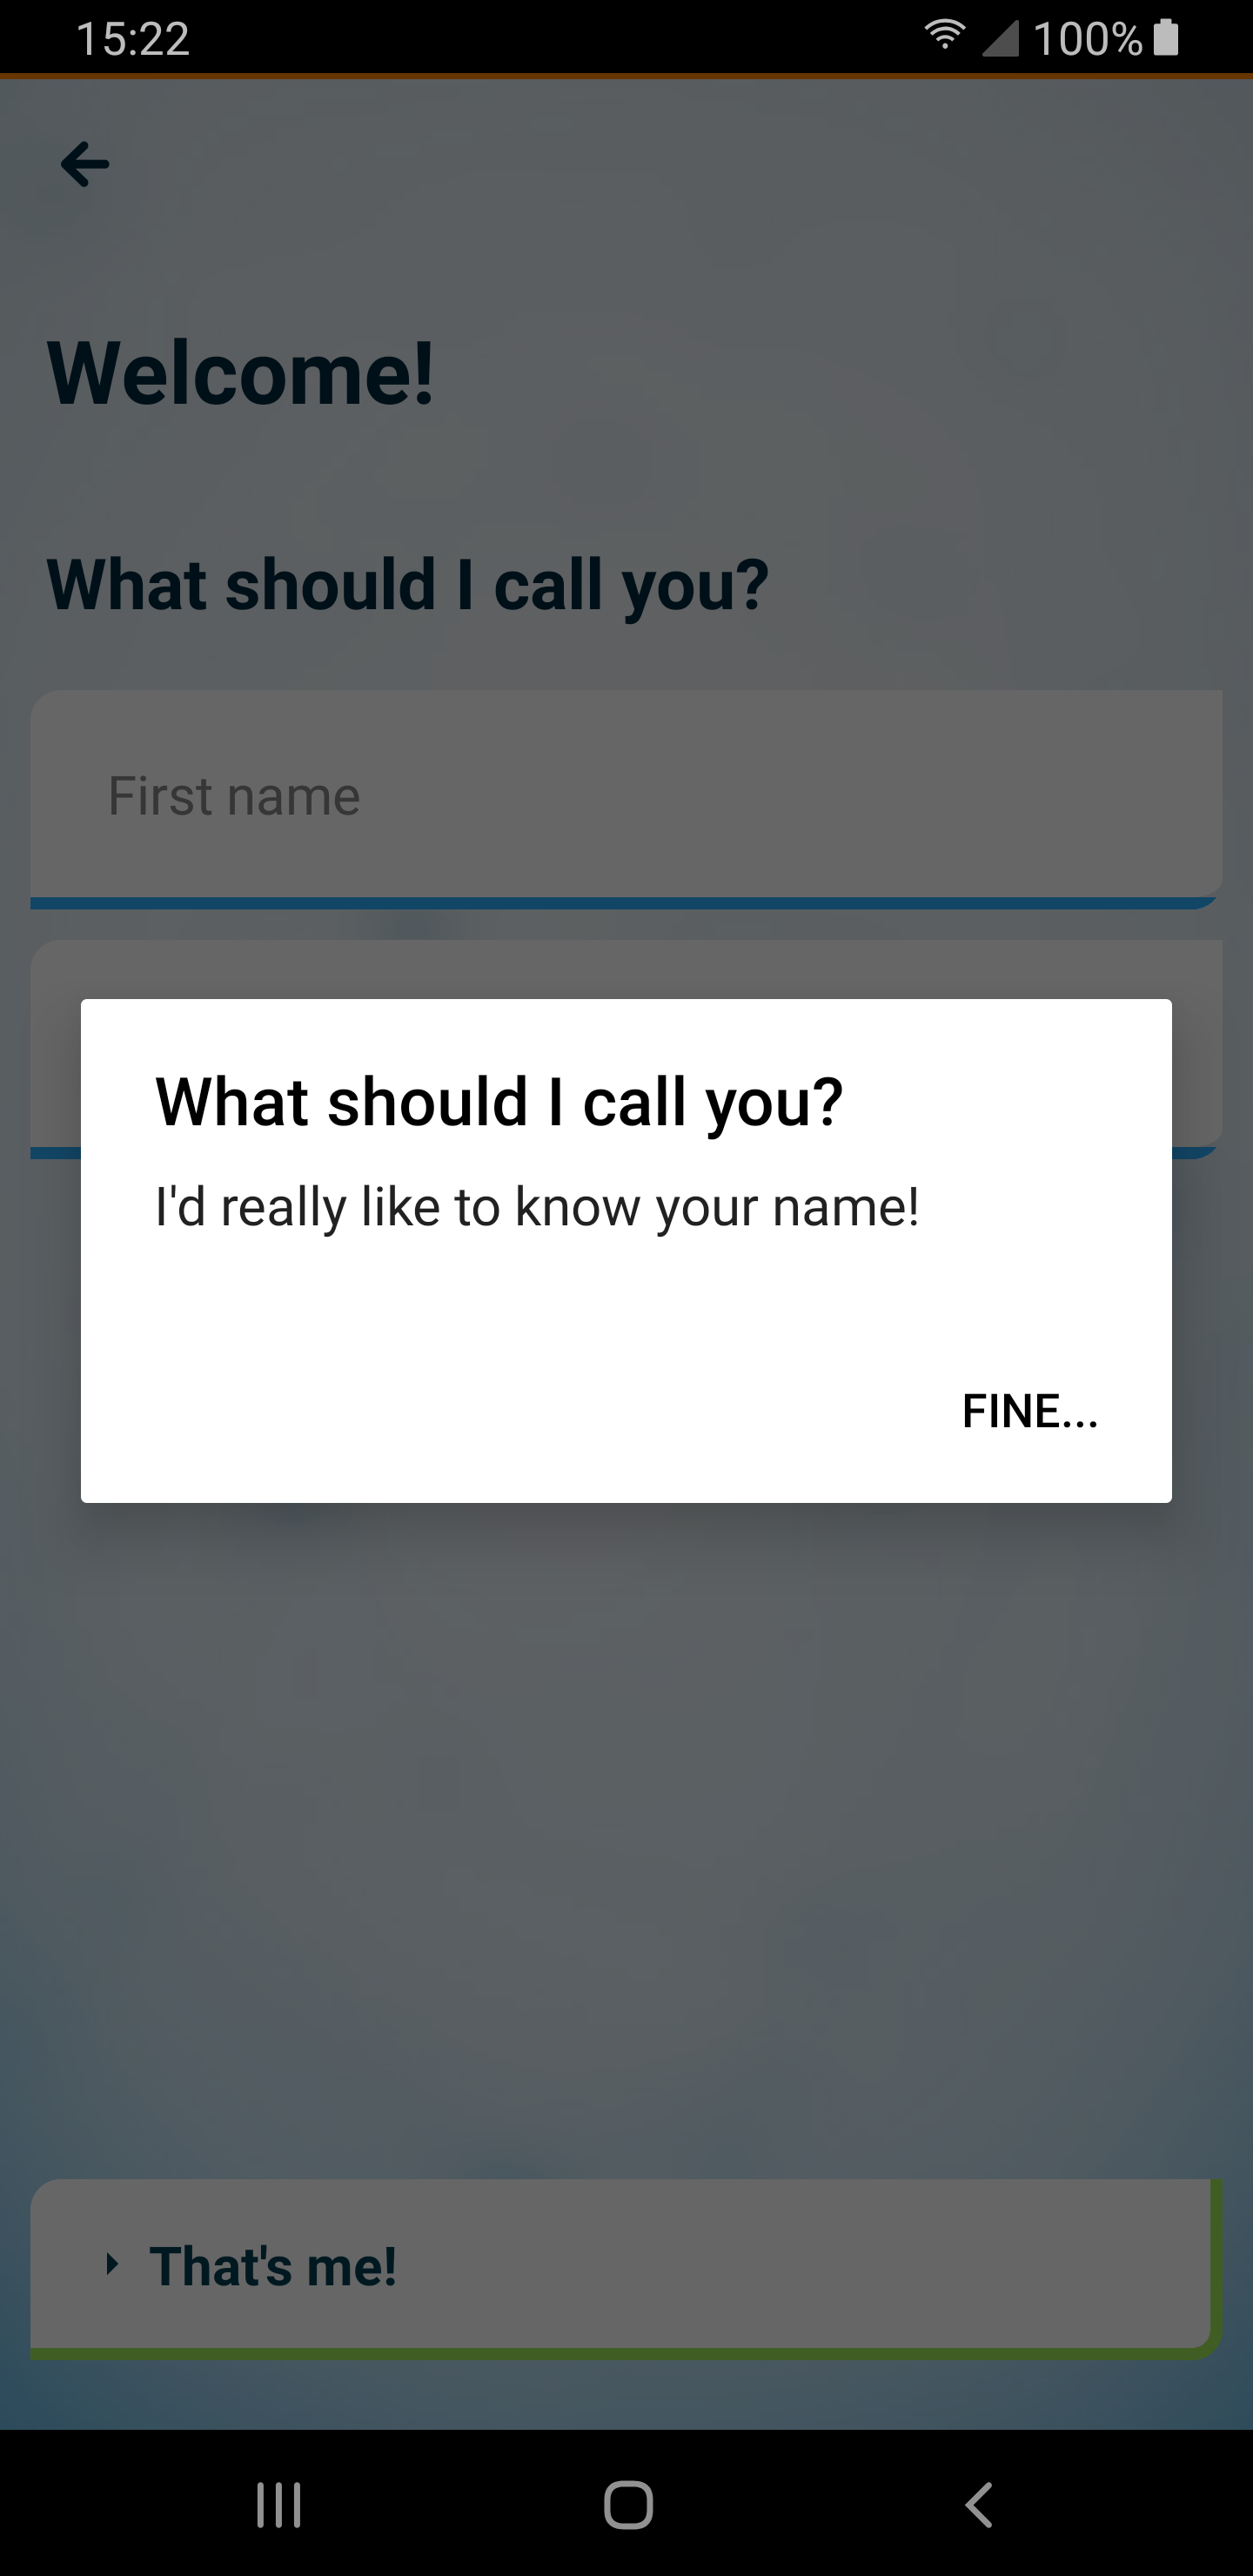 15:22
100%
Welcome!
What should I call you?
First name
What should I call you?
I'd really like to know your name!
FINE...
That's me!